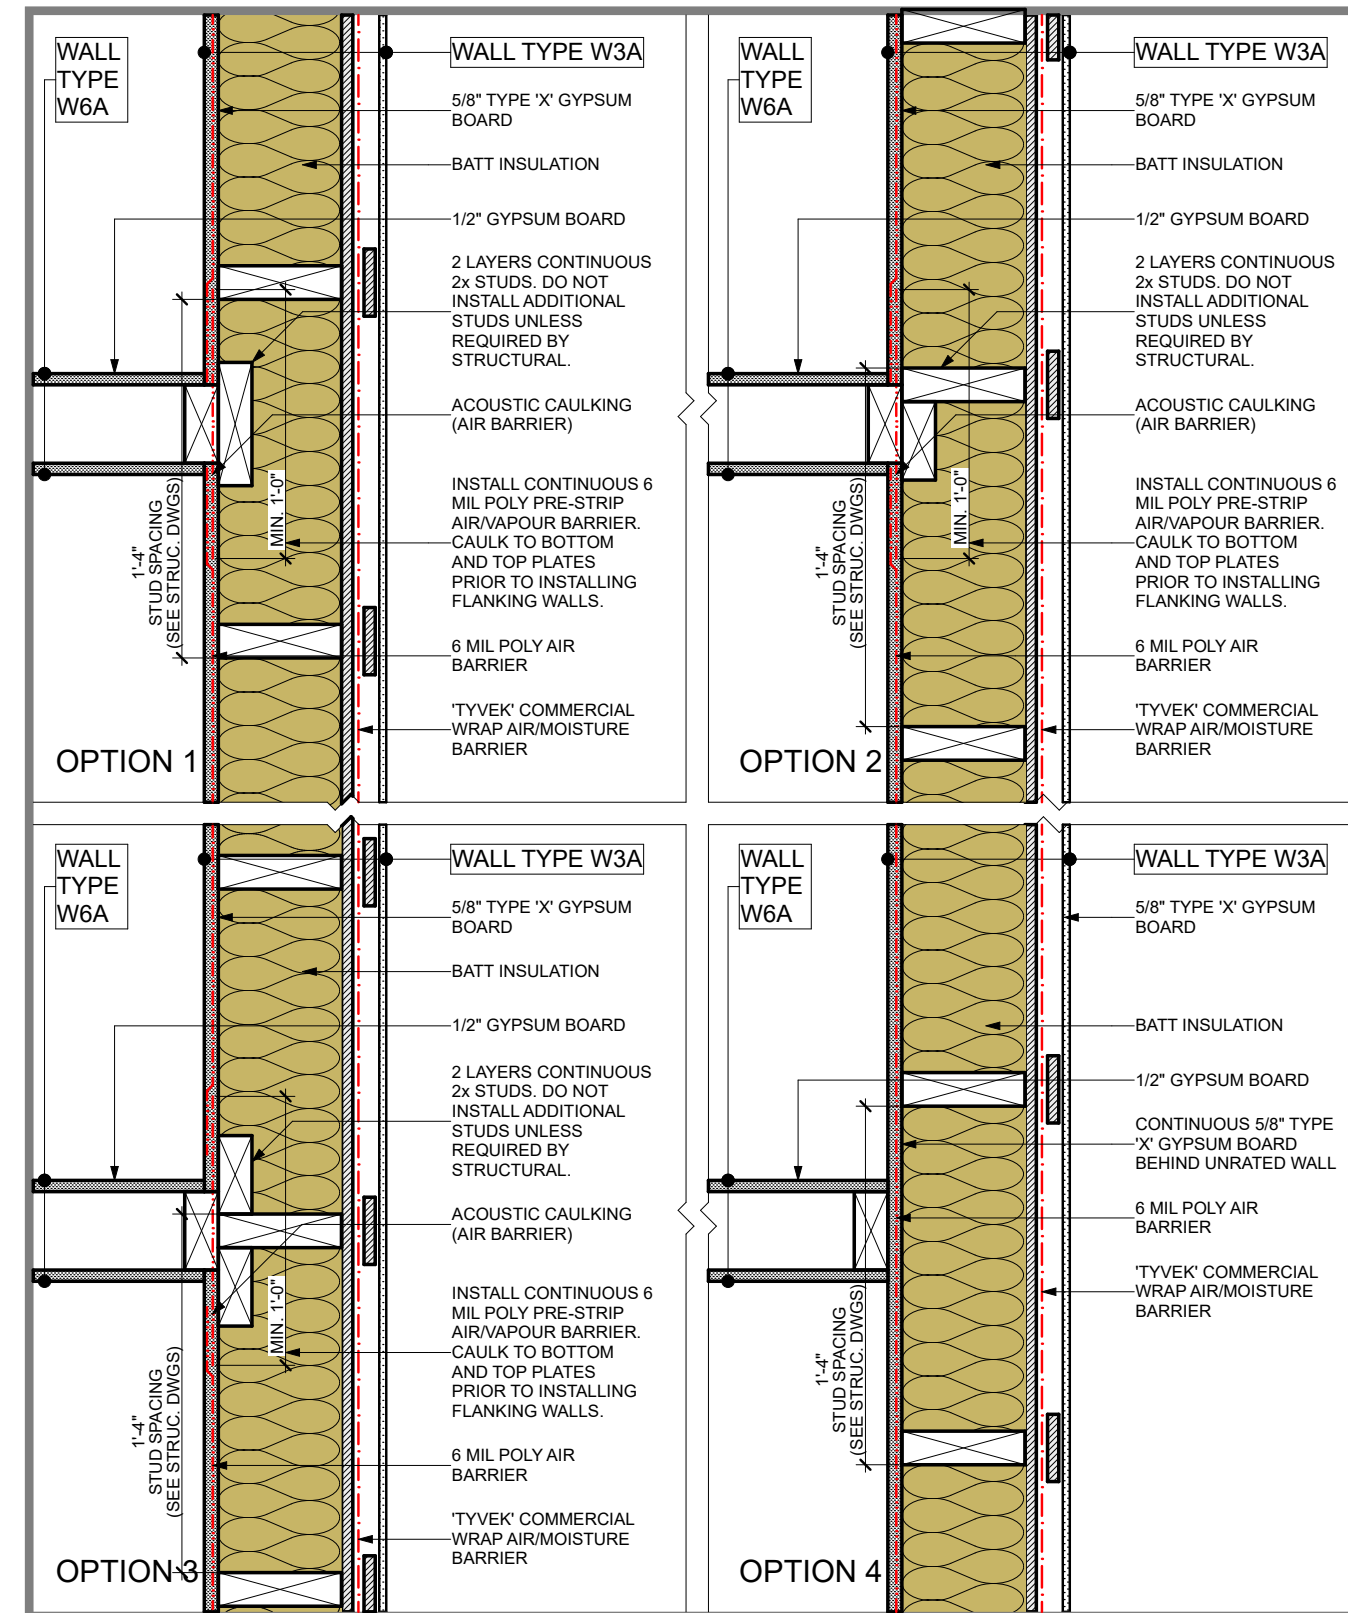 WALL
TYPE
W6A
WALL TYPE W3A
5/8" TYPE 'X' GYPSUM
BOARD
BATT INSULATION
1/2" GYPSUM BOARD
2 LAYERS CONTINUOUS
2x STUDS. DO NOT
INSTALL ADDITIONAL
STUDS UNLESS
REQUIRED BY
STRUCTURAL.
ACOUSTIC CAULKING
(AIR BARRIER)
INSTALL CONTINUOUS 6
MIL POLY PRE-STRIP
AIR/VAPOUR BARRIER.
CAULK TO BOTTOM
AND TOP PLATES
PRIOR TO INSTALLING
FLANKING WALLS.
6 MIL POLY AIR
BARRIER
'TYVEK' COMMERCIAL
WRAP AIR/MOISTURE
BARRIER
MIN. 1'-0"
1'-4"
STUD SPACING
(SEE STRUC. DWGS)
OPTION 1
WALL
TYPE
W6A
WALL TYPE W3A
5/8" TYPE 'X' GYPSUM
BOARD
BATT INSULATION
1/2" GYPSUM BOARD
2 LAYERS CONTINUOUS
2x STUDS. DO NOT
INSTALL ADDITIONAL
STUDS UNLESS
REQUIRED BY
STRUCTURAL.
ACOUSTIC CAULKING
(AIR BARRIER)
INSTALL CONTINUOUS 6
MIL POLY PRE-STRIP
AIR/VAPOUR BARRIER.
CAULK TO BOTTOM
AND TOP PLATES
PRIOR TO INSTALLING
FLANKING WALLS.
6 MIL POLY AIR
BARRIER
'TYVEK' COMMERCIAL
WRAP AIR/MOISTURE
BARRIER
MIN. 1'-0"
1'-4"
STUD SPACING
(SEE STRUC. DWGS)
OPTION 2
WALL
TYPE
W6A
WALL TYPE W3A
5/8" TYPE 'X' GYPSUM
BOARD
BATT INSULATION
1/2" GYPSUM BOARD
2 LAYERS CONTINUOUS
2x STUDS. DO NOT
INSTALL ADDITIONAL
STUDS UNLESS
REQUIRED BY
STRUCTURAL.
ACOUSTIC CAULKING
(AIR BARRIER)
INSTALL CONTINUOUS 6
MIL POLY PRE-STRIP
AIR/VAPOUR BARRIER.
CAULK TO BOTTOM
AND TOP PLATES
PRIOR TO INSTALLING
FLANKING WALLS.
6 MIL POLY AIR
BARRIER
'TYVEK' COMMERCIAL
WRAP AIR/MOISTURE
BARRIER
MIN. 1'-0"
1'-4"
STUD SPACING
(SEE STRUC. DWGS)
OPTION 3
WALL
TYPE
W6A
WALL TYPE W3A
5/8" TYPE 'X' GYPSUM
BOARD
BATT INSULATION
1/2" GYPSUM BOARD
CONTINUOUS 5/8" TYPE
'X' GYPSUM BOARD
BEHIND UNRATED WALL
6 MIL POLY AIR
BARRIER
'TYVEK' COMMERCIAL
WRAP AIR/MOISTURE
BARRIER
1'-4"
STUD SPACING
(SEE STRUC. DWGS)
OPTION 4